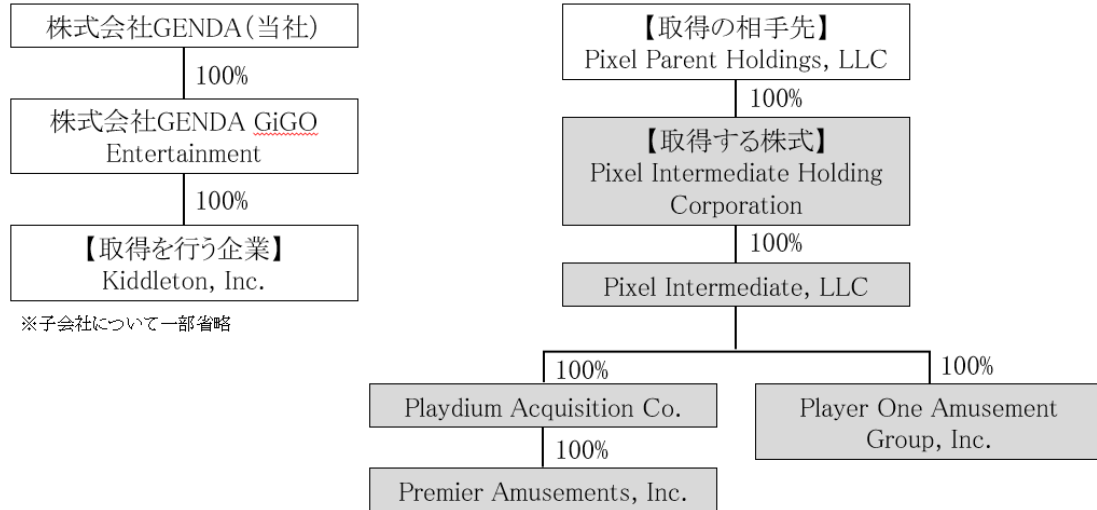 株式会社GENDA(当社)
100%
株式会社GENDA GiGO
Entertainment
100%
【取得を行う企業】
Kiddleton, Inc.
※子会社について一部省略
【取得の相手先】
Pixel Parent Holdings, LLC
100%
【取得する株式】
Pixel Intermediate Holding
Corporation
100%
Pixel Intermediate, LLC
100%
Playdium Acquisition Co.
100%
Premier Amusements, Inc.
100%
Player One Amusement
Group, Inc.